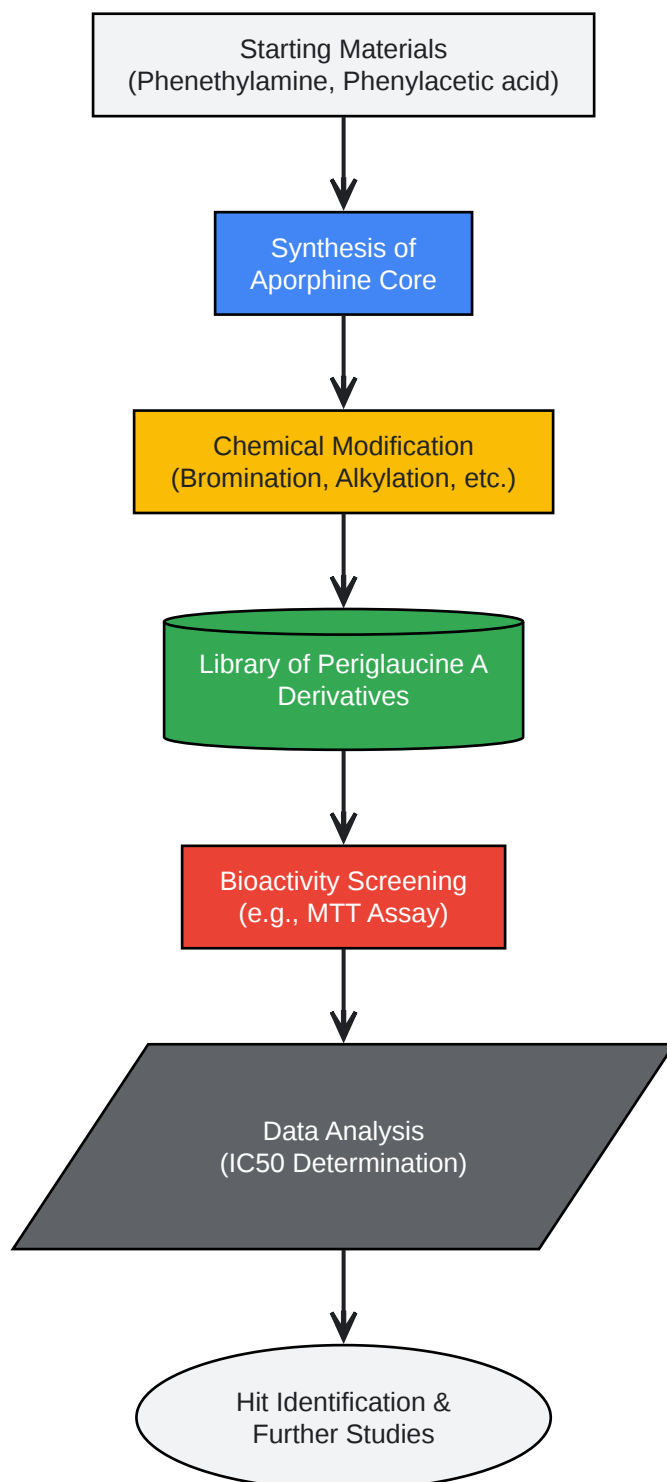 Starting Materials
(Phenethylamine, Phenylacetic acid)
Synthesis of
Aporphine Core
Chemical Modification
(Bromination, Alkylation, etc.)
Library of Periglaucine A
Derivatives
Bioactivity Screening
(e.g., MTT Assay)
Data Analysis
(IC50 Determination)
Hit Identification &
Further Studies